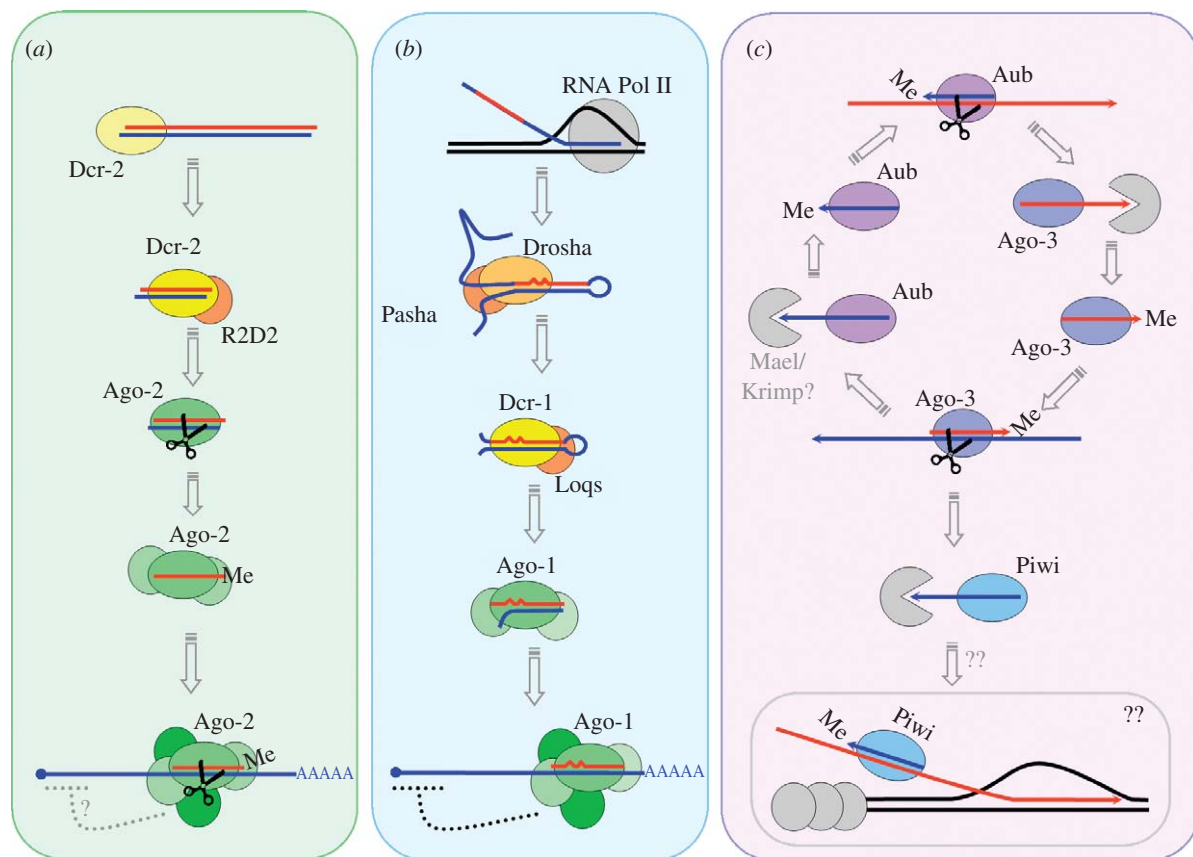 (a)
Dcr-2
Dcr-2
R2D2
Ago-2
Ago-2
Me
Ago-2
Me
AAAAA
?
(b)
RNA Pol II
Drosha
Pasha
Dcr-1
Loqs
Ago-1
Ago-1
AAAAA
(c)
Me
Aub
Aub
Me
Ago-3
Aub
Mael/
Krimp?
Me
Ago-3
Ago-3
Me
Piwi
??
??
Me
Piwi